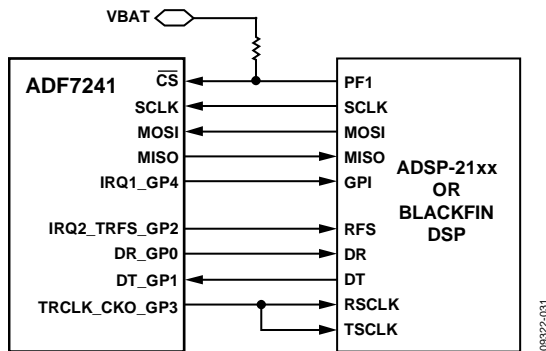 VBAT
ADF7241
CS
SCLK
MOSI
MISO
IRQ1_GP4
IRQ2_TRFS_GP2
DR_GP0
DT_GP1
TRCLK_CKO_GP3
PF1
SCLK
MOSI
MISO
GPI
RFS
DR
DT
RSCLK
TSCLK
ADSP-21xx
OR
BLACKFIN
DSP
09322-031